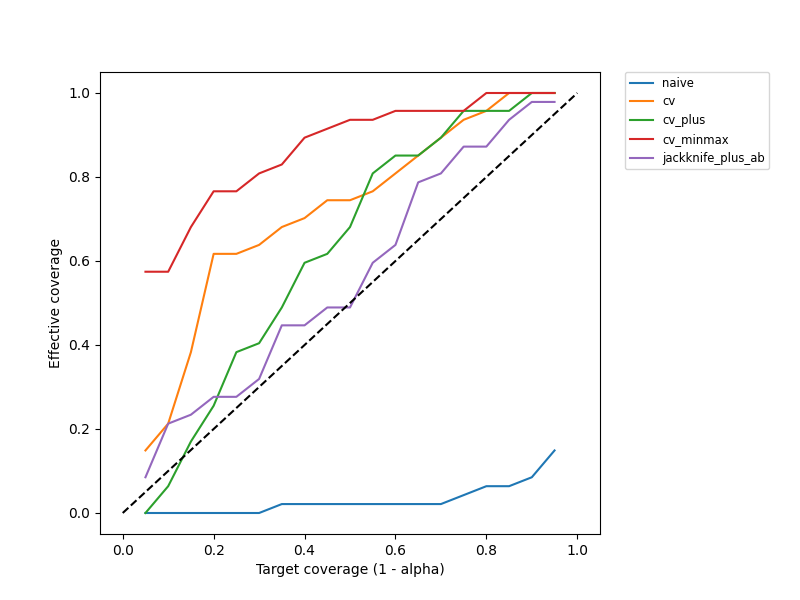 naive
cv
cv_plus
cv_minmax
jackknife_plus_ab
Effective coverage
1.0
0.8
0.6
0.4
0.2
0.0
0.0 0.2 0.4 0.6 0.8 1.0
Target coverage (1 - alpha)